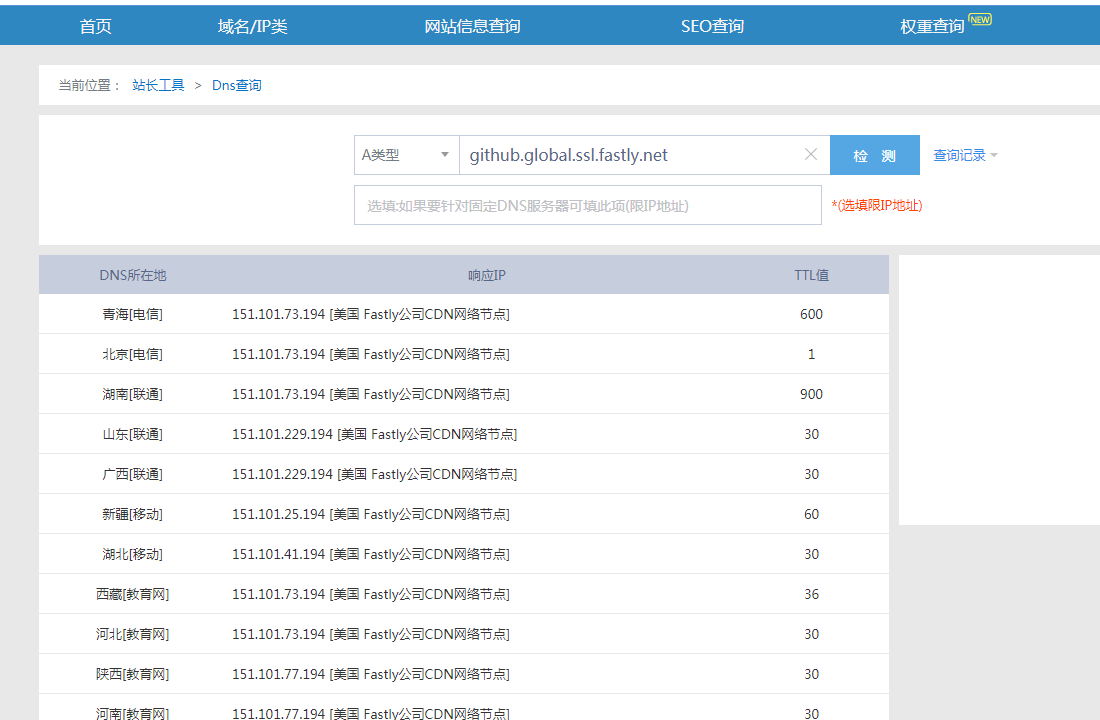 首页 域名/IP类 网站信息查询 SEO查询 权重查询 NEW
当前位置： 站长工具 > Dns查询
A类型 github.global.ssl.fastly.net 检 测 查询记录
选填:如果要针对固定DNS服务器可填此项(限IP地址) *(选填限IP地址)
DNS所在地 响应IP TTL值
青海[电信] 151.101.73.194 [美国 Fastly公司CDN网络节点] 600
北京[电信] 151.101.73.194 [美国 Fastly公司CDN网络节点] 1
湖南[联通] 151.101.73.194 [美国 Fastly公司CDN网络节点] 900
山东[联通] 151.101.229.194 [美国 Fastly公司CDN网络节点] 30
广西[联通] 151.101.229.194 [美国 Fastly公司CDN网络节点] 30
新疆[移动] 151.101.25.194 [美国 Fastly公司CDN网络节点] 60
湖北[移动] 151.101.41.194 [美国 Fastly公司CDN网络节点] 30
西藏[教育网] 151.101.73.194 [美国 Fastly公司CDN网络节点] 36
河北[教育网] 151.101.73.194 [美国 Fastly公司CDN网络节点] 30
陕西[教育网] 151.101.77.194 [美国 Fastly公司CDN网络节点] 30
河南[教育网] 151.101.77.194 [美国 Fastly公司CDN网络节点] 30